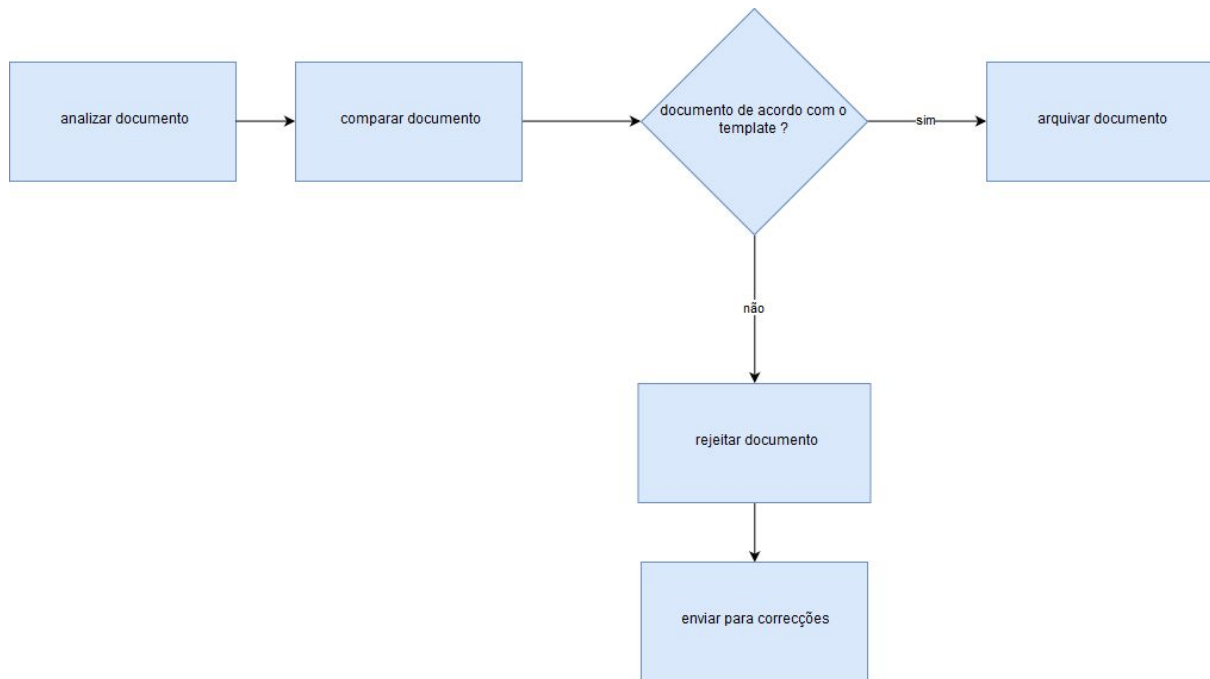 analizar documento
comparar documento
documento de acordo com o
template ?
sim
arquivar documento
não
rejeitar documento
enviar para correcções